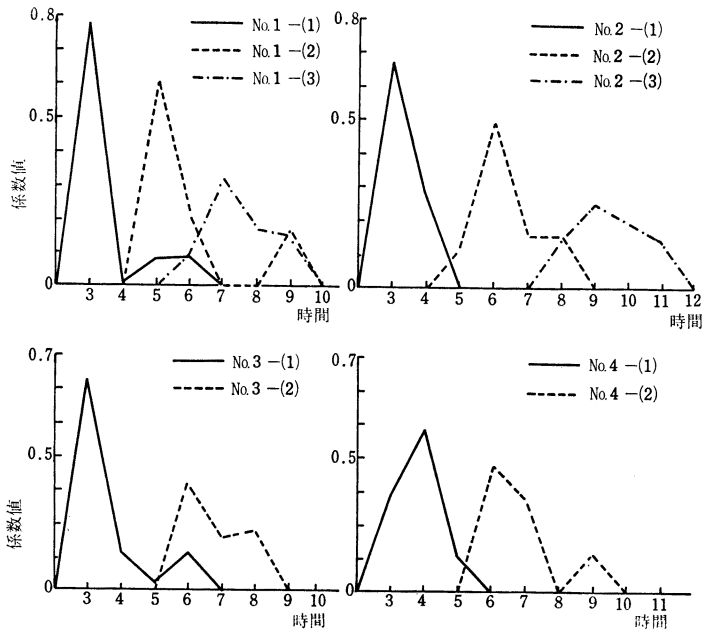 0.8
0.5
0
係数値
No.1-(1)
No.1-(2)
No.1-(3)
3 4 5 6 7 8 9 10
時間
0.5
0
No.2-(1)
No.2-(2)
No.2-(3)
3 4 5 6 7 8 9 10 11 12
時間
0.7
0.5
0
係数値
No.3-(1)
No.3-(2)
3 4 5 6 7 8 9 10
時間
0.7
0.5
0
No.4-(1)
No.4-(2)
3 4 5 6 7 8 9 10 11
時間